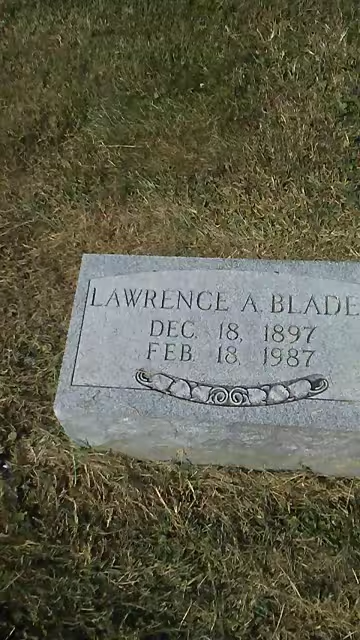 LAWRENCE A. BLADE
DEC. 18, 1897
FEB. 18, 1987